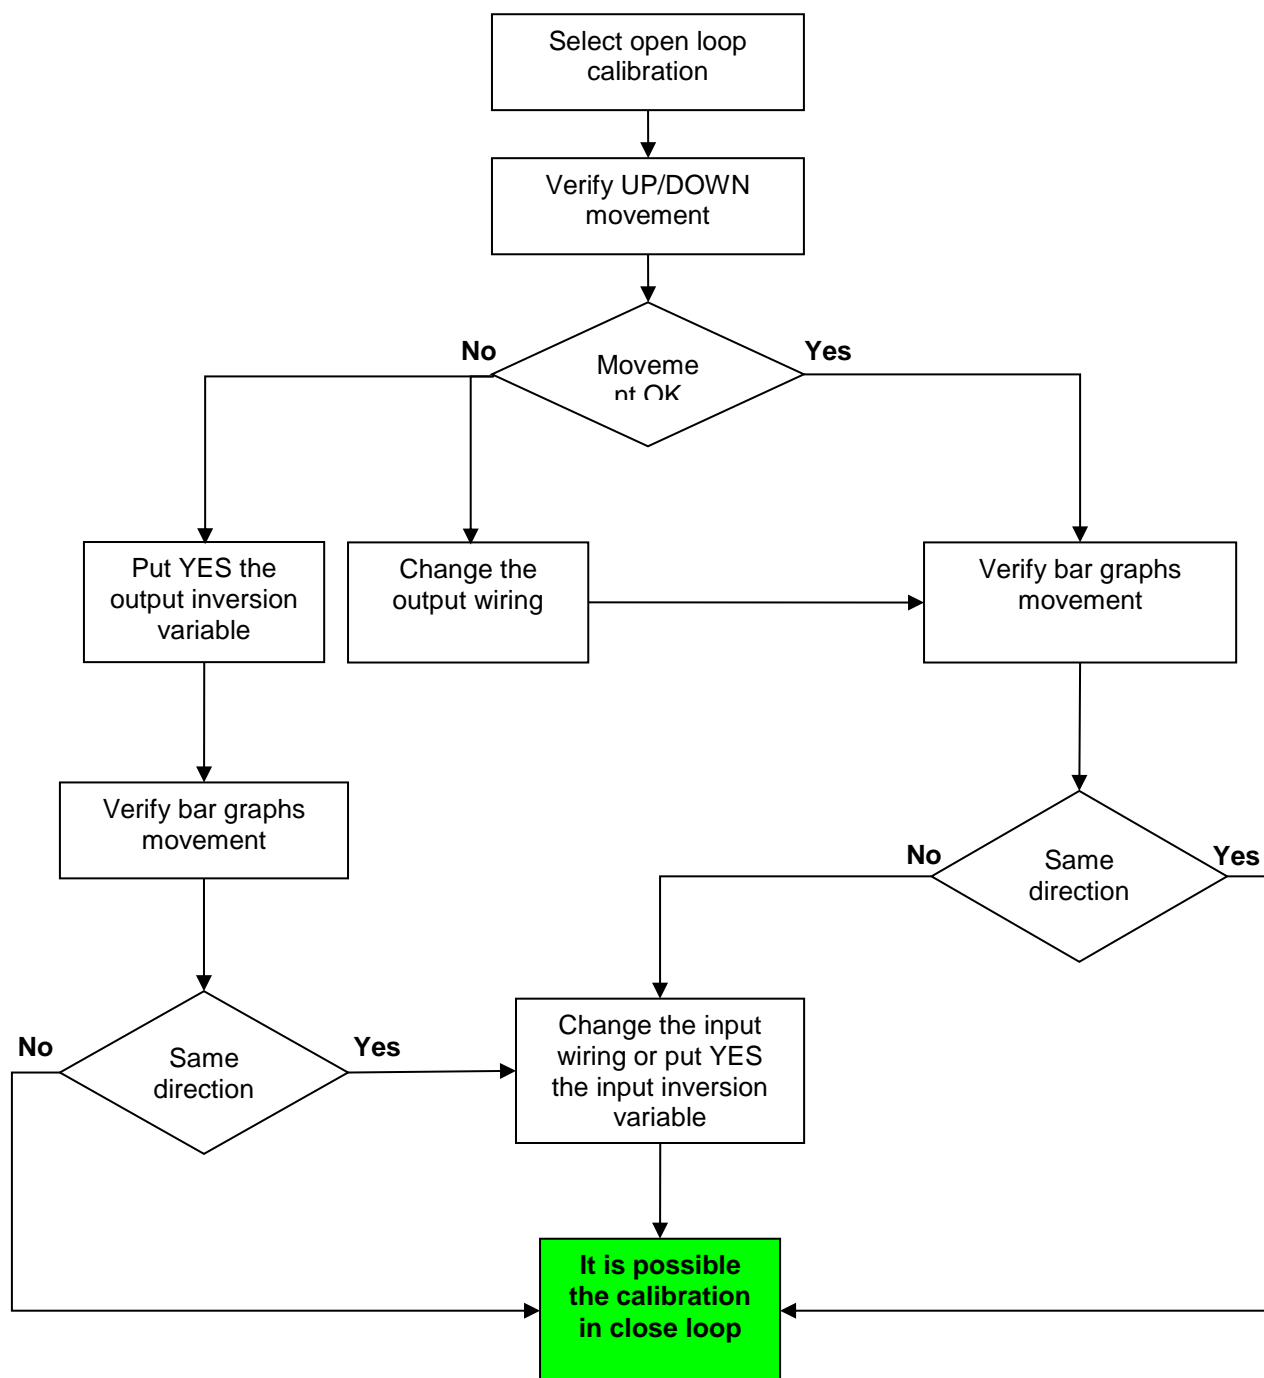 Select open loop
calibration
Verify UP/DOWN
movement
No
Yes
Moveme
nt OK
Put YES the
output inversion
variable
Change the
output wiring
Verify bar graphs
movement
Verify bar graphs
movement
No
Same
direction
Yes
No
Same
direction
Yes
Change the input
wiring or put YES
the input inversion
variable
It is possible
the calibration
in close loop